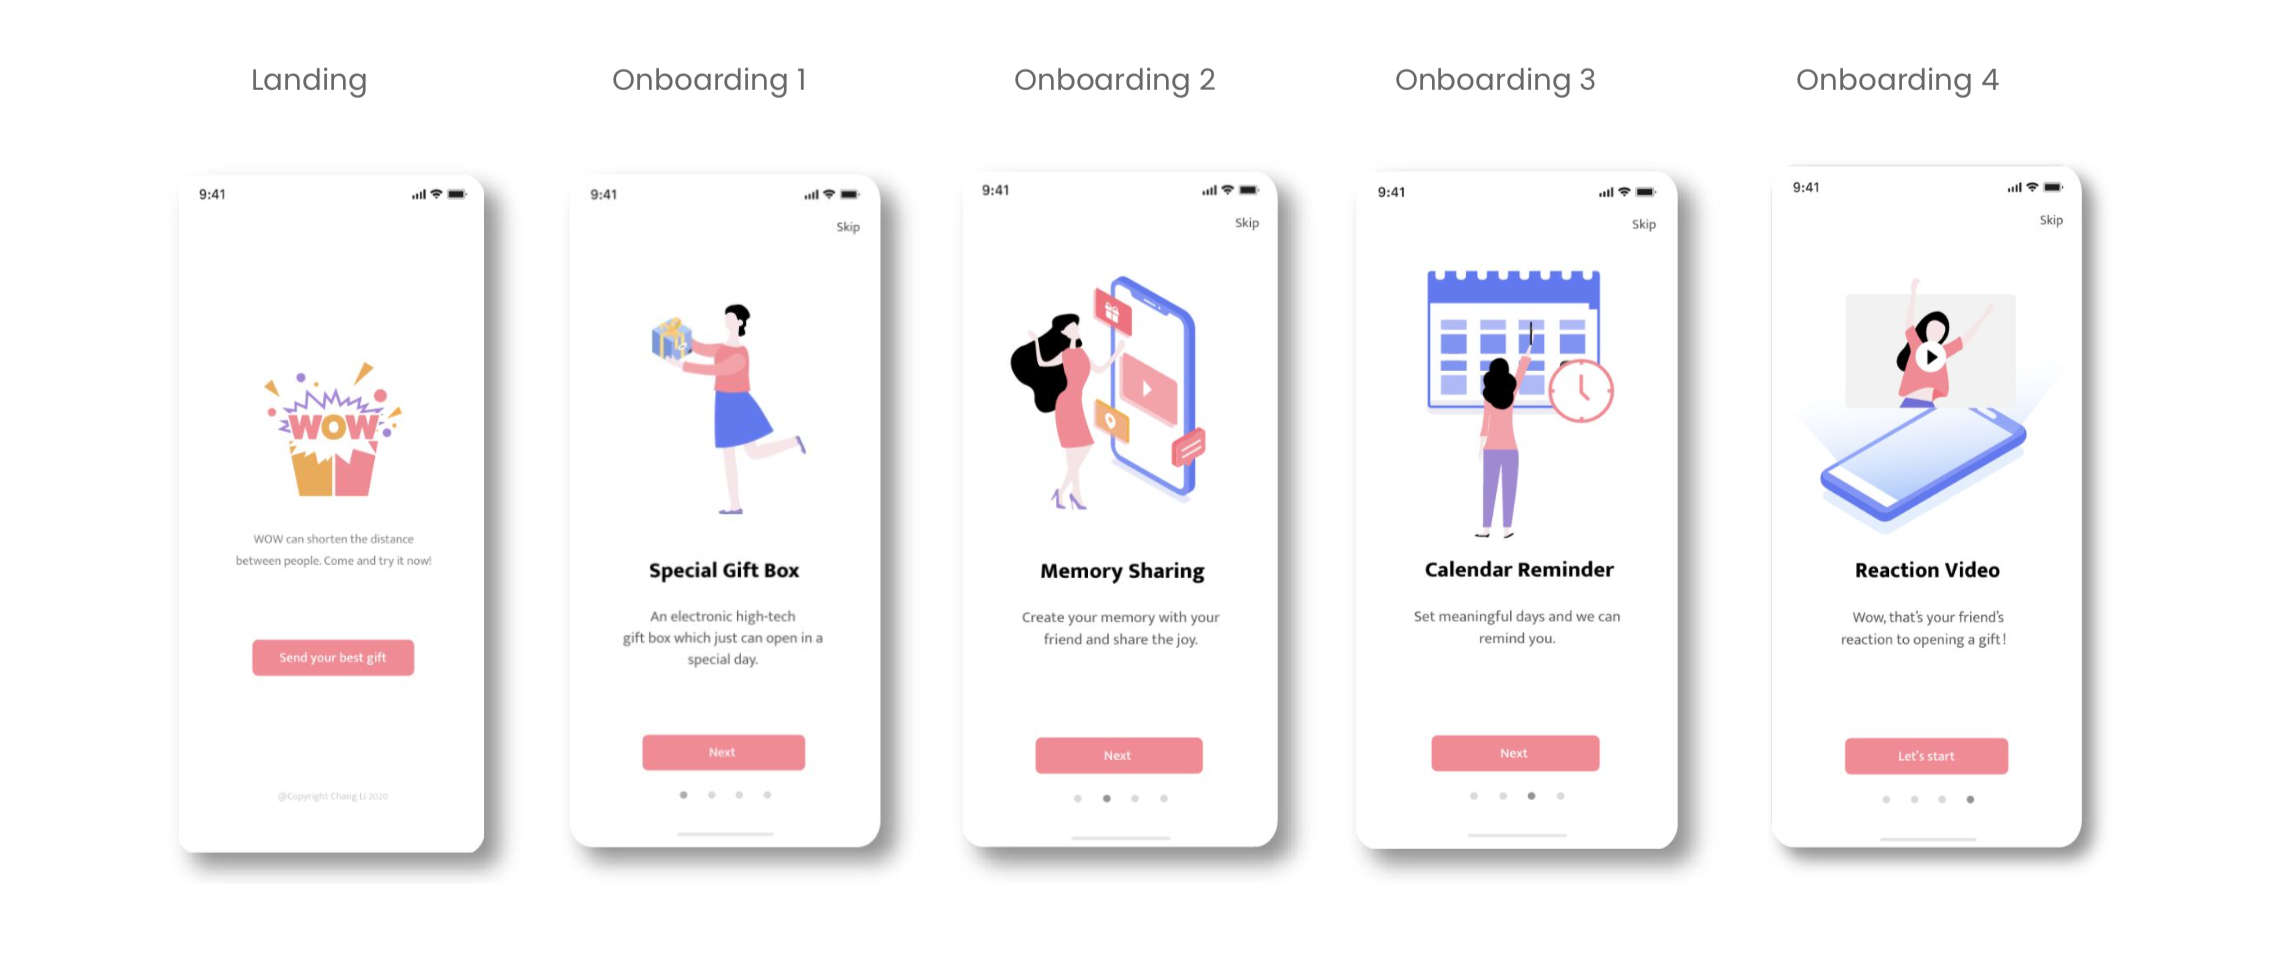 Landing
Onboarding 1
Onboarding 2
Onboarding 3
Onboarding 4
9:41
WOW
WOW can shorten the distance
between people. Come and try it now!
Send your best gift
@Copyright Chang Li 2020
9:41
Skip
Special Gift Box
An electronic high-tech
gift box which just can open in a
special day.
Next
9:41
Skip
Memory Sharing
Create your memory with your
friend and share the joy.
Next
9:41
Skip
Calendar Reminder
Set meaningful days and we can
remind you.
Next
9:41
Skip
Reaction Video
Wow, that's your friend's
reaction to opening a gift!
Let's start